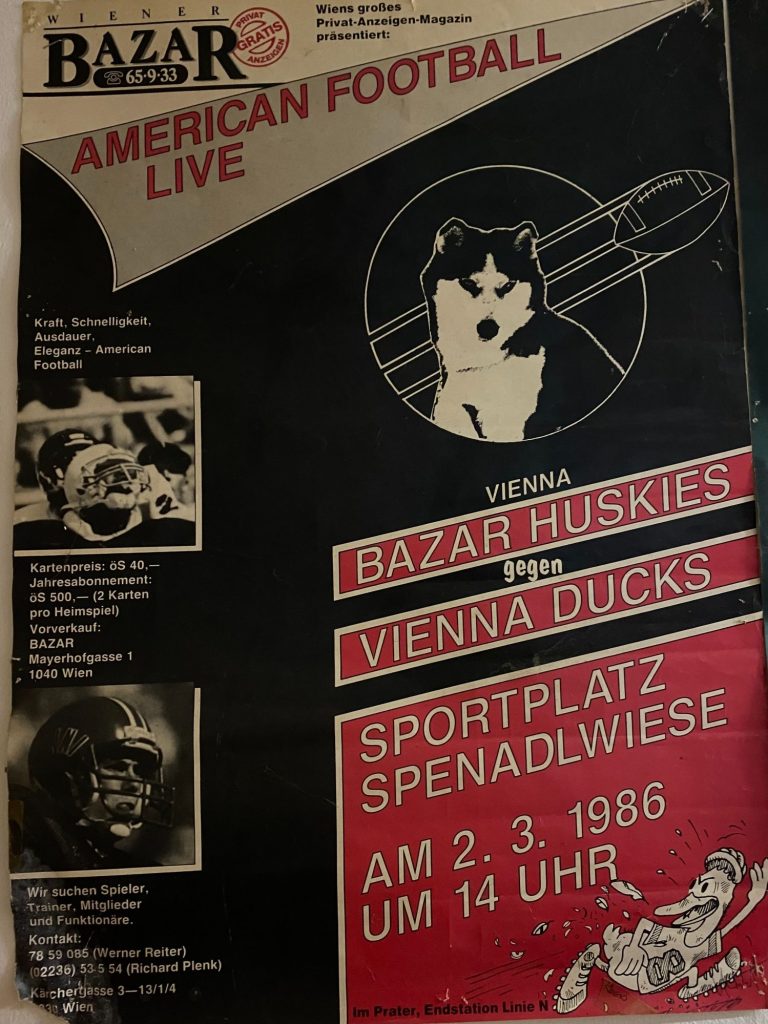 WIENER
BAZAR
☎ 65·9·33
PRIVAT
GRATIS
ANZEIGEN
Wiens großes
Privat-Anzeigen-Magazin
präsentiert:
AMERICAN FOOTBALL
LIVE
Kraft, Schnelligkeit,
Ausdauer,
Eleganz – American
Football
2
Kartenpreis: öS 40,—
Jahresabonnement:
öS 500,— (2 Karten
pro Heimspiel)
Vorverkauf:
BAZAR
Mayerhofgasse 1
1040 Wien
VIENNA
BAZAR HUSKIES
gegen
VIENNA DUCKS
SPORTPLATZ
SPENADLWIESE
AM 2. 3. 1986
UM 14 UHR
Im Prater, Endstation Linie N
Wir suchen Spieler,
Trainer, Mitglieder
und Funktionäre.
Kontakt:
78 59 085 (Werner Reiter)
(02236) 53 5 54 (Richard Plenk)
Kärchergasse 3—13/1/4
Wien